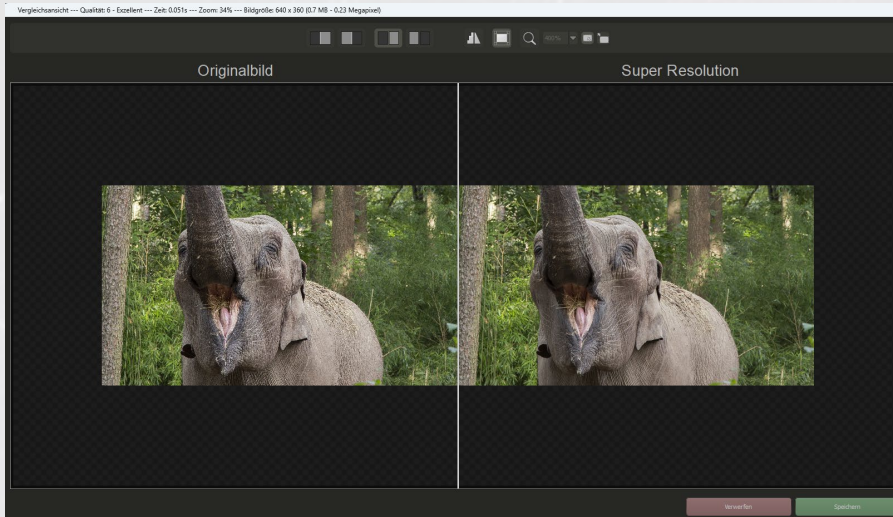 Vergleichsansicht --- Qualität: 6 - Exzellent --- Zeit: 0.051s --- Zoom: 34% --- Bildgröße: 640 x 360 (0.7 MB - 0.23 Megapixel)
Originalbild
Super Resolution
Verwerfen
Speichern